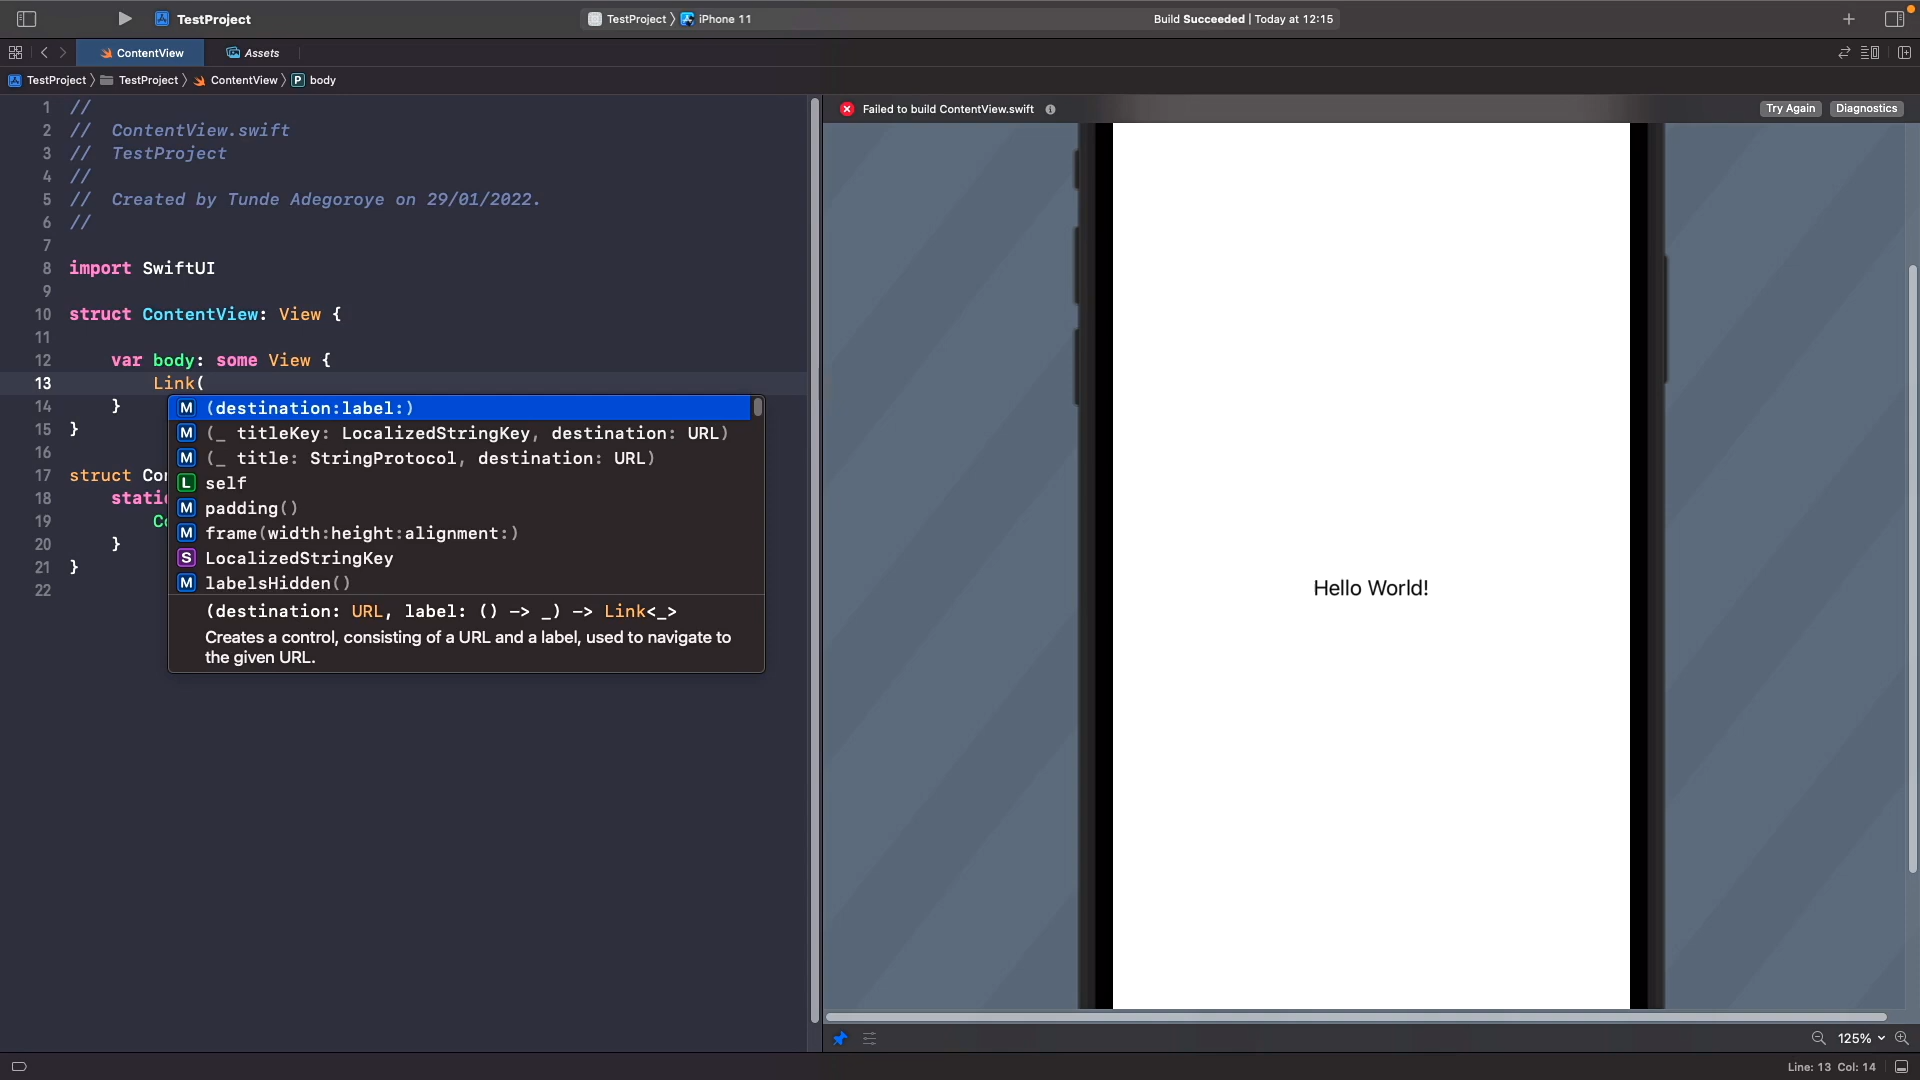 TestProject
TestProject 〉 iPhone 11
Build Succeeded | Today at 12:15
ContentView
Assets
TestProject 〉 TestProject 〉 ContentView 〉 P body
1 //
2 //  ContentView.swift
3 //  TestProject
4 //
5 //  Created by Tunde Adegoroye on 29/01/2022.
6 //
7
8 import SwiftUI
9
10 struct ContentView: View {
11
12     var body: some View {
13         Link(
14     }
15 }
16
17 struct Con
18     static
19         Co
20     }
21 }
22
M (destination:label:)
M (_ titleKey: LocalizedStringKey, destination: URL)
M (_ title: StringProtocol, destination: URL)
L self
M padding()
M frame(width:height:alignment:)
S LocalizedStringKey
M labelsHidden()
(destination: URL, label: () -> _) -> Link<_>
Creates a control, consisting of a URL and a label, used to navigate to
the given URL.
Failed to build ContentView.swift
Try Again
Diagnostics
Hello World!
125%
Line: 13 Col: 14